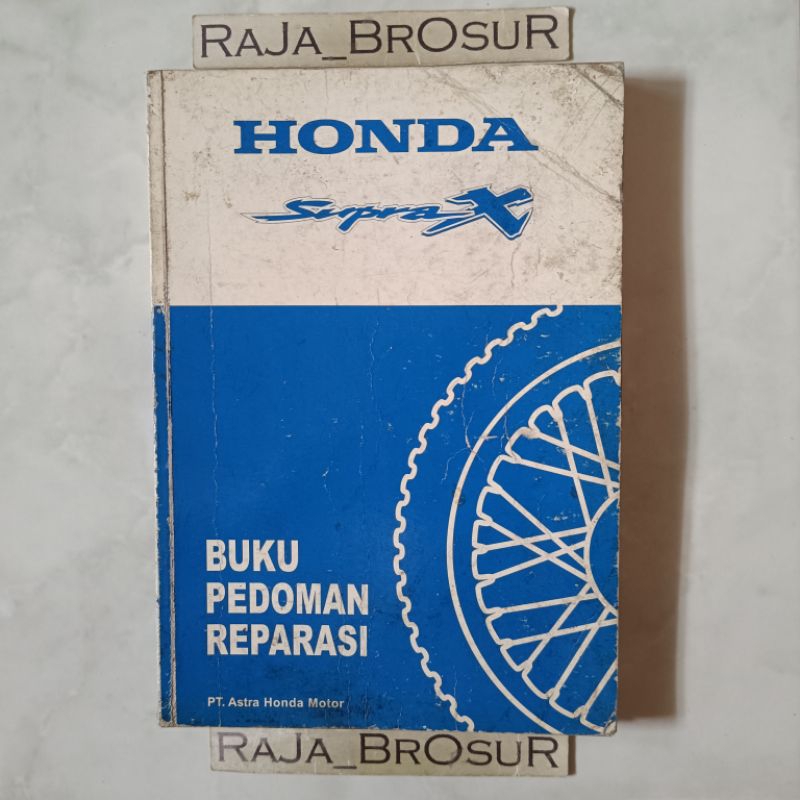 RAJA_BROSUR
HONDA
Supra X
BUKU
PEDOMAN
REPARASI
PT. Astra Honda Motor
RAJA_BROSUR